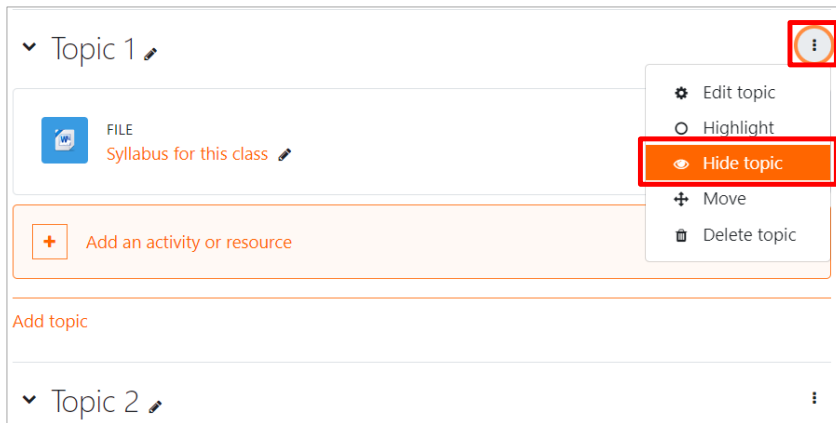 Topic 1
Edit topic
FILE
Highlight
Syllabus for this class
Hide topic
Move
Add an activity or resource
Delete topic
Add topic
Topic 2